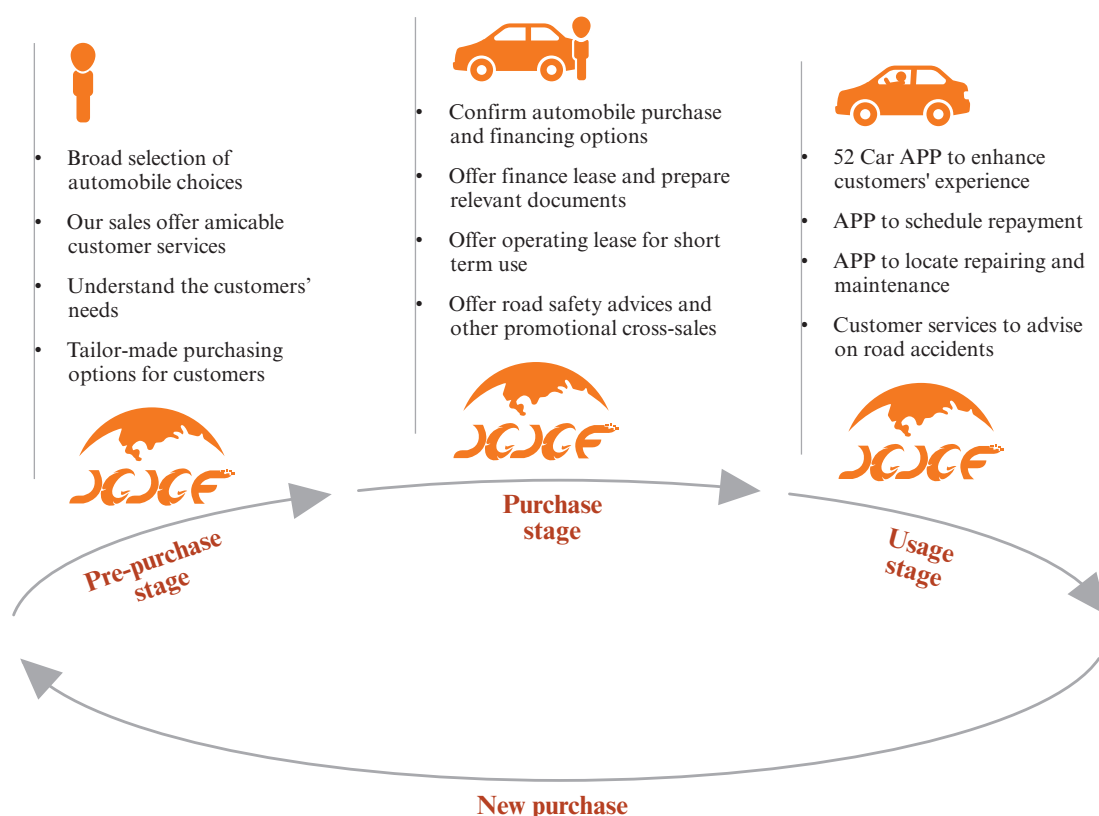 • Broad selection of
automobile choices
• Our sales offer amicable
customer services
• Understand the customers’
needs
• Tailor-made purchasing
options for customers
JCJCF
Pre-purchase
stage
• Confirm automobile purchase
and financing options
• Offer finance lease and prepare
relevant documents
• Offer operating lease for short
term use
• Offer road safety advices and
other promotional cross-sales
JCJCF
Purchase
stage
• 52 Car APP to enhance
customers' experience
• APP to schedule repayment
• APP to locate repairing and
maintenance
• Customer services to advise
on road accidents
JCJCF
Usage
stage
New purchase